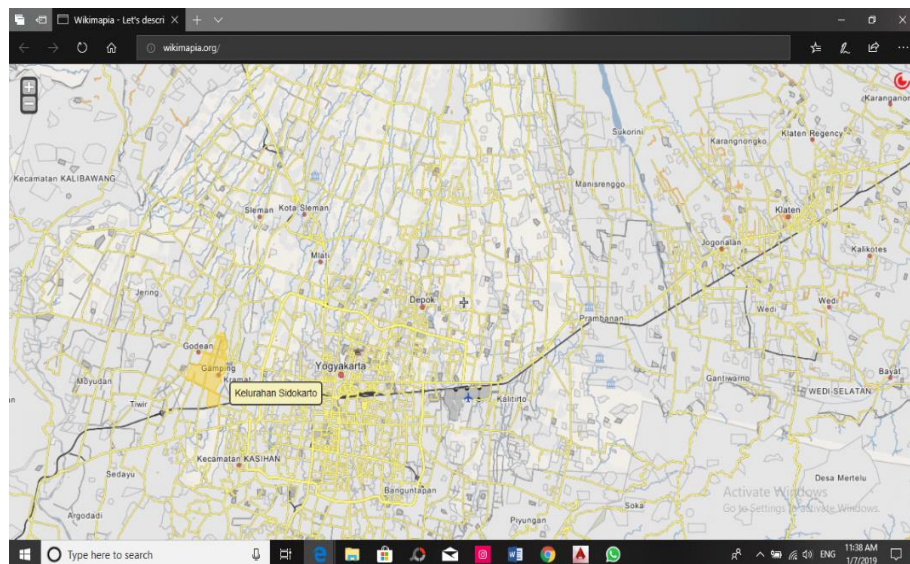 Wikimapia - Let's descri
wikimapia.org/
Karanganom
Sukorini
Karangnongko
Klaten Regency
Kecamatan KALIBAWANG
Manisrenggo
Sleman
Kota Sleman
Klaten
Jogonalan
Kalikotes
Mlati
Jering
Depok
Wedi
Wedi
Prambanan
Godean
Gamping
Yogyakarta
Kramat
Gantiwarno
Bayat
Kelurahan Sidokarto
Kalitirto
WEDI-SELATAN
Tiwir
Kecamatan KASIHAN
Sedayu
Banguntapan
Desa Mertelu
Activate Windows
Go to Settings to activate Windows.
Soka
Argodadi
Piyungan
Type here to search
ENG
11:38 AM
1/7/2019